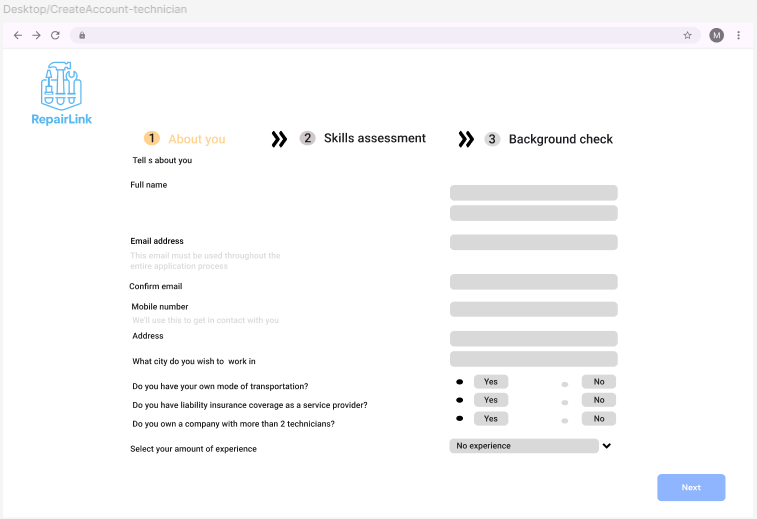 Desktop/CreateAccount-technician
M
RepairLink
1 About you 2 Skills assessment 3 Background check
Tell s about you
Full name
Email address
This email must be used throughout the
entire application process
Confirm email
Mobile number
We'll use this to get in contact with you
Address
What city do you wish to work in
Do you have your own mode of transportation? Yes No
Do you have liability insurance coverage as a service provider? Yes No
Do you own a company with more than 2 technicians? Yes No
Select your amount of experience No experience
Next